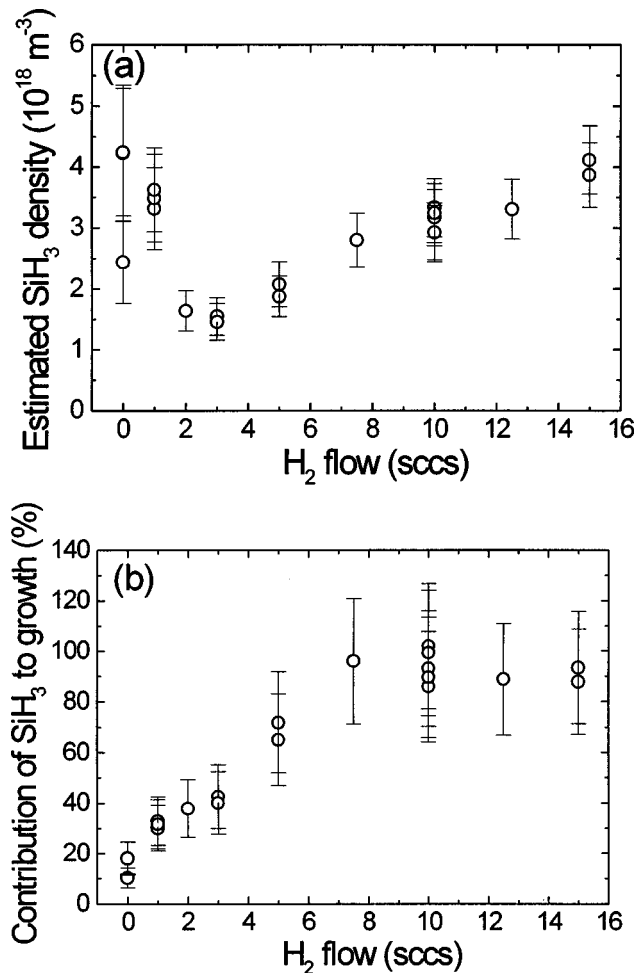 (a)
Estimated SiH₃ density (10¹⁸ m⁻³)
6
5
4
3
2
1
0
0 2 4 6 8 10 12 14 16
H₂ flow (sccs)
(b)
Contribution of SiH₃ to growth (%)
140
120
100
80
60
40
20
0
0 2 4 6 8 10 12 14 16
H₂ flow (sccs)